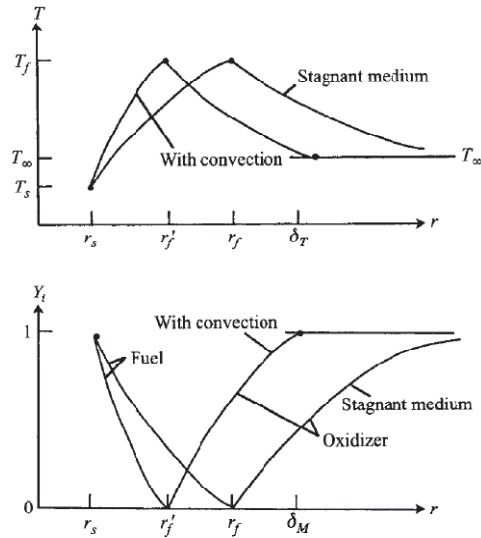 T
T_f
Stagnant medium
With convection
T_∞
T_∞
T_s
r_s
r_f'
r_f
δ_T
r
Y_i
With convection
1
Fuel
Stagnant medium
Oxidizer
0
r_s
r_f'
r_f
δ_M
r